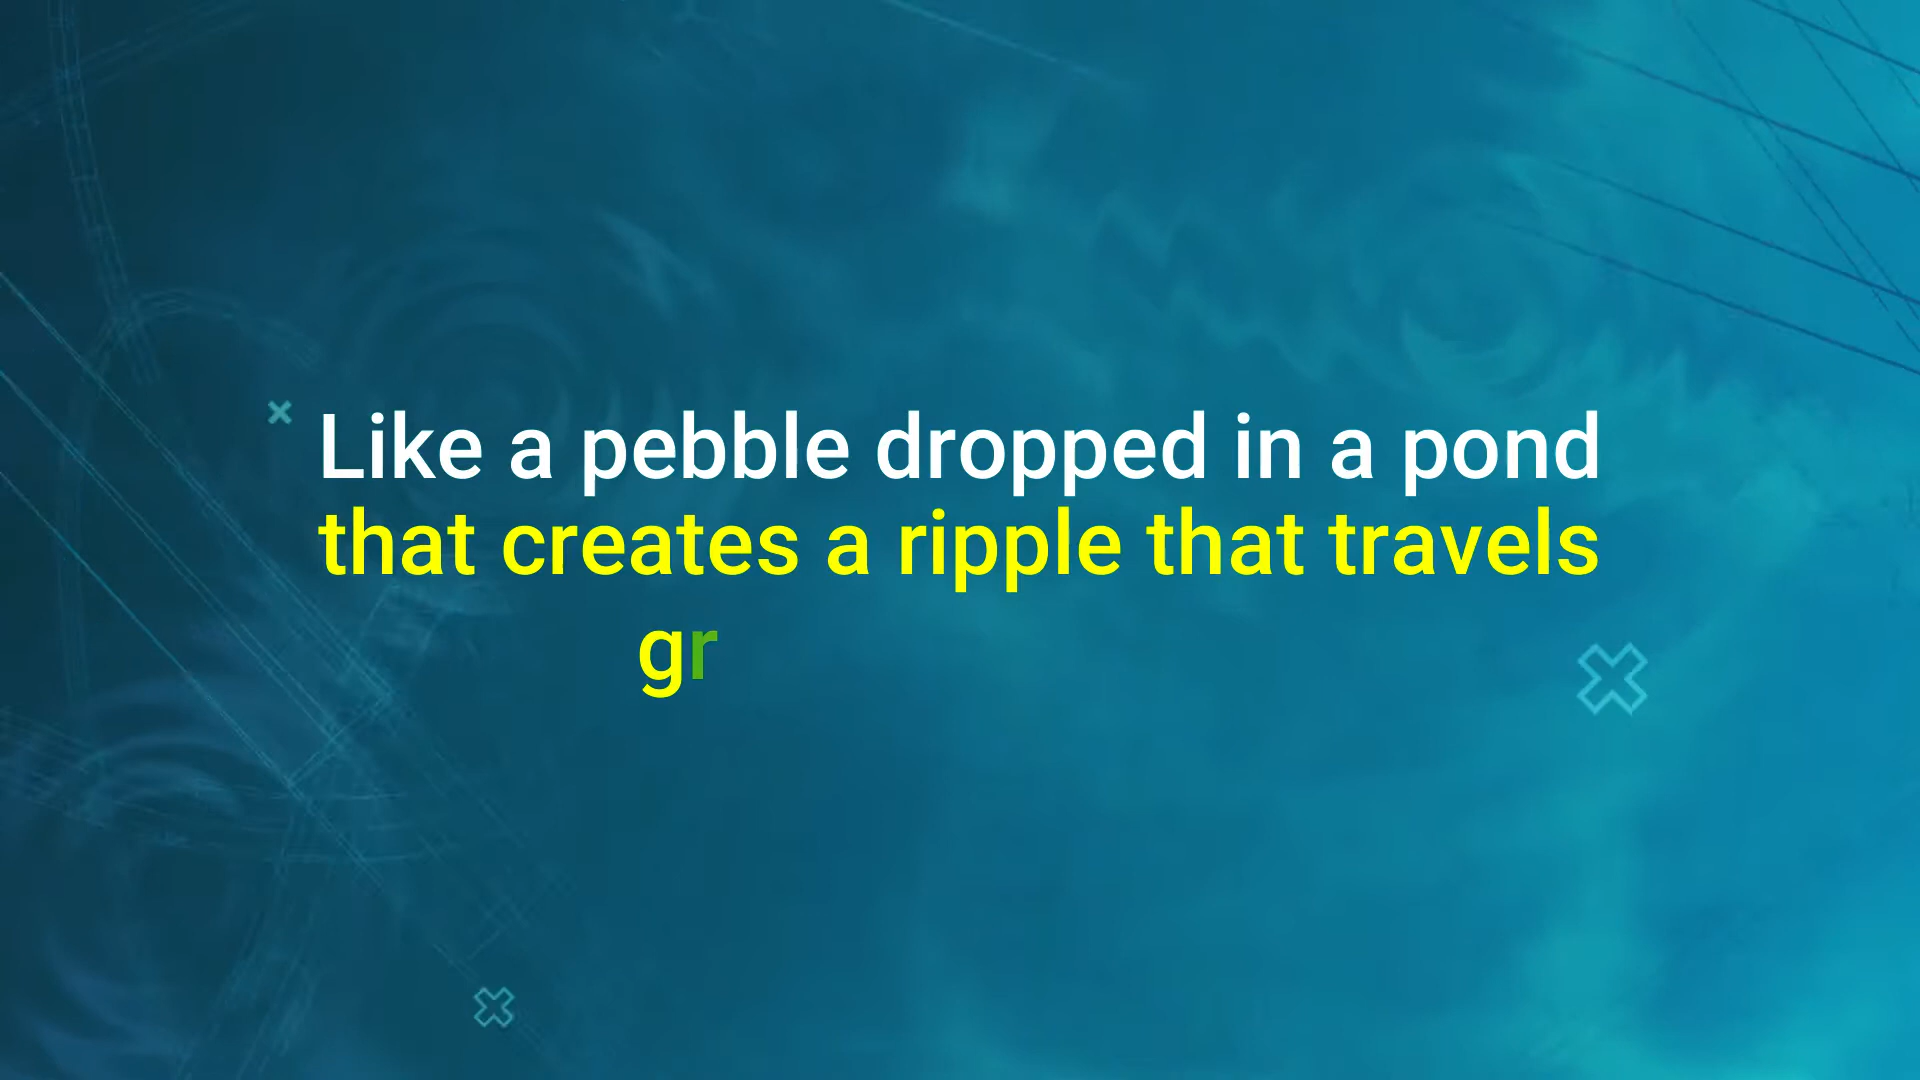 Like a pebble dropped in a pond
that creates a ripple that travels
gr